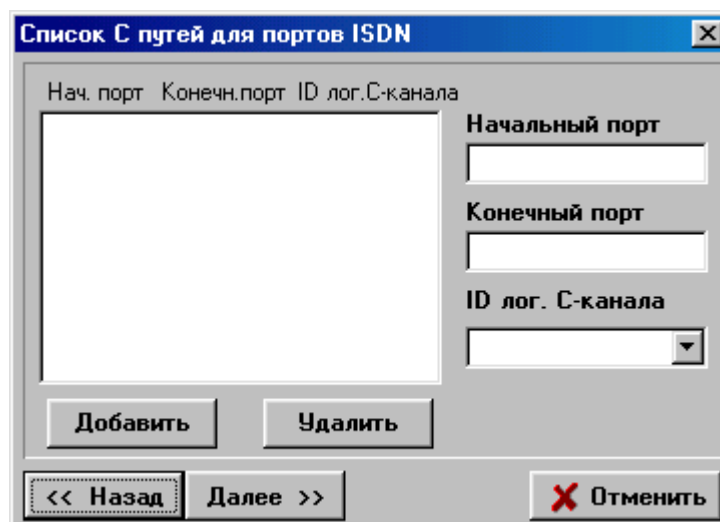 Список С путей для портов ISDN
Нач. порт Конечн.порт ID лог.С-канала
Начальный порт
Конечный порт
ID лог. С-канала
Добавить Удалить
<< Назад Далее >> Отменить